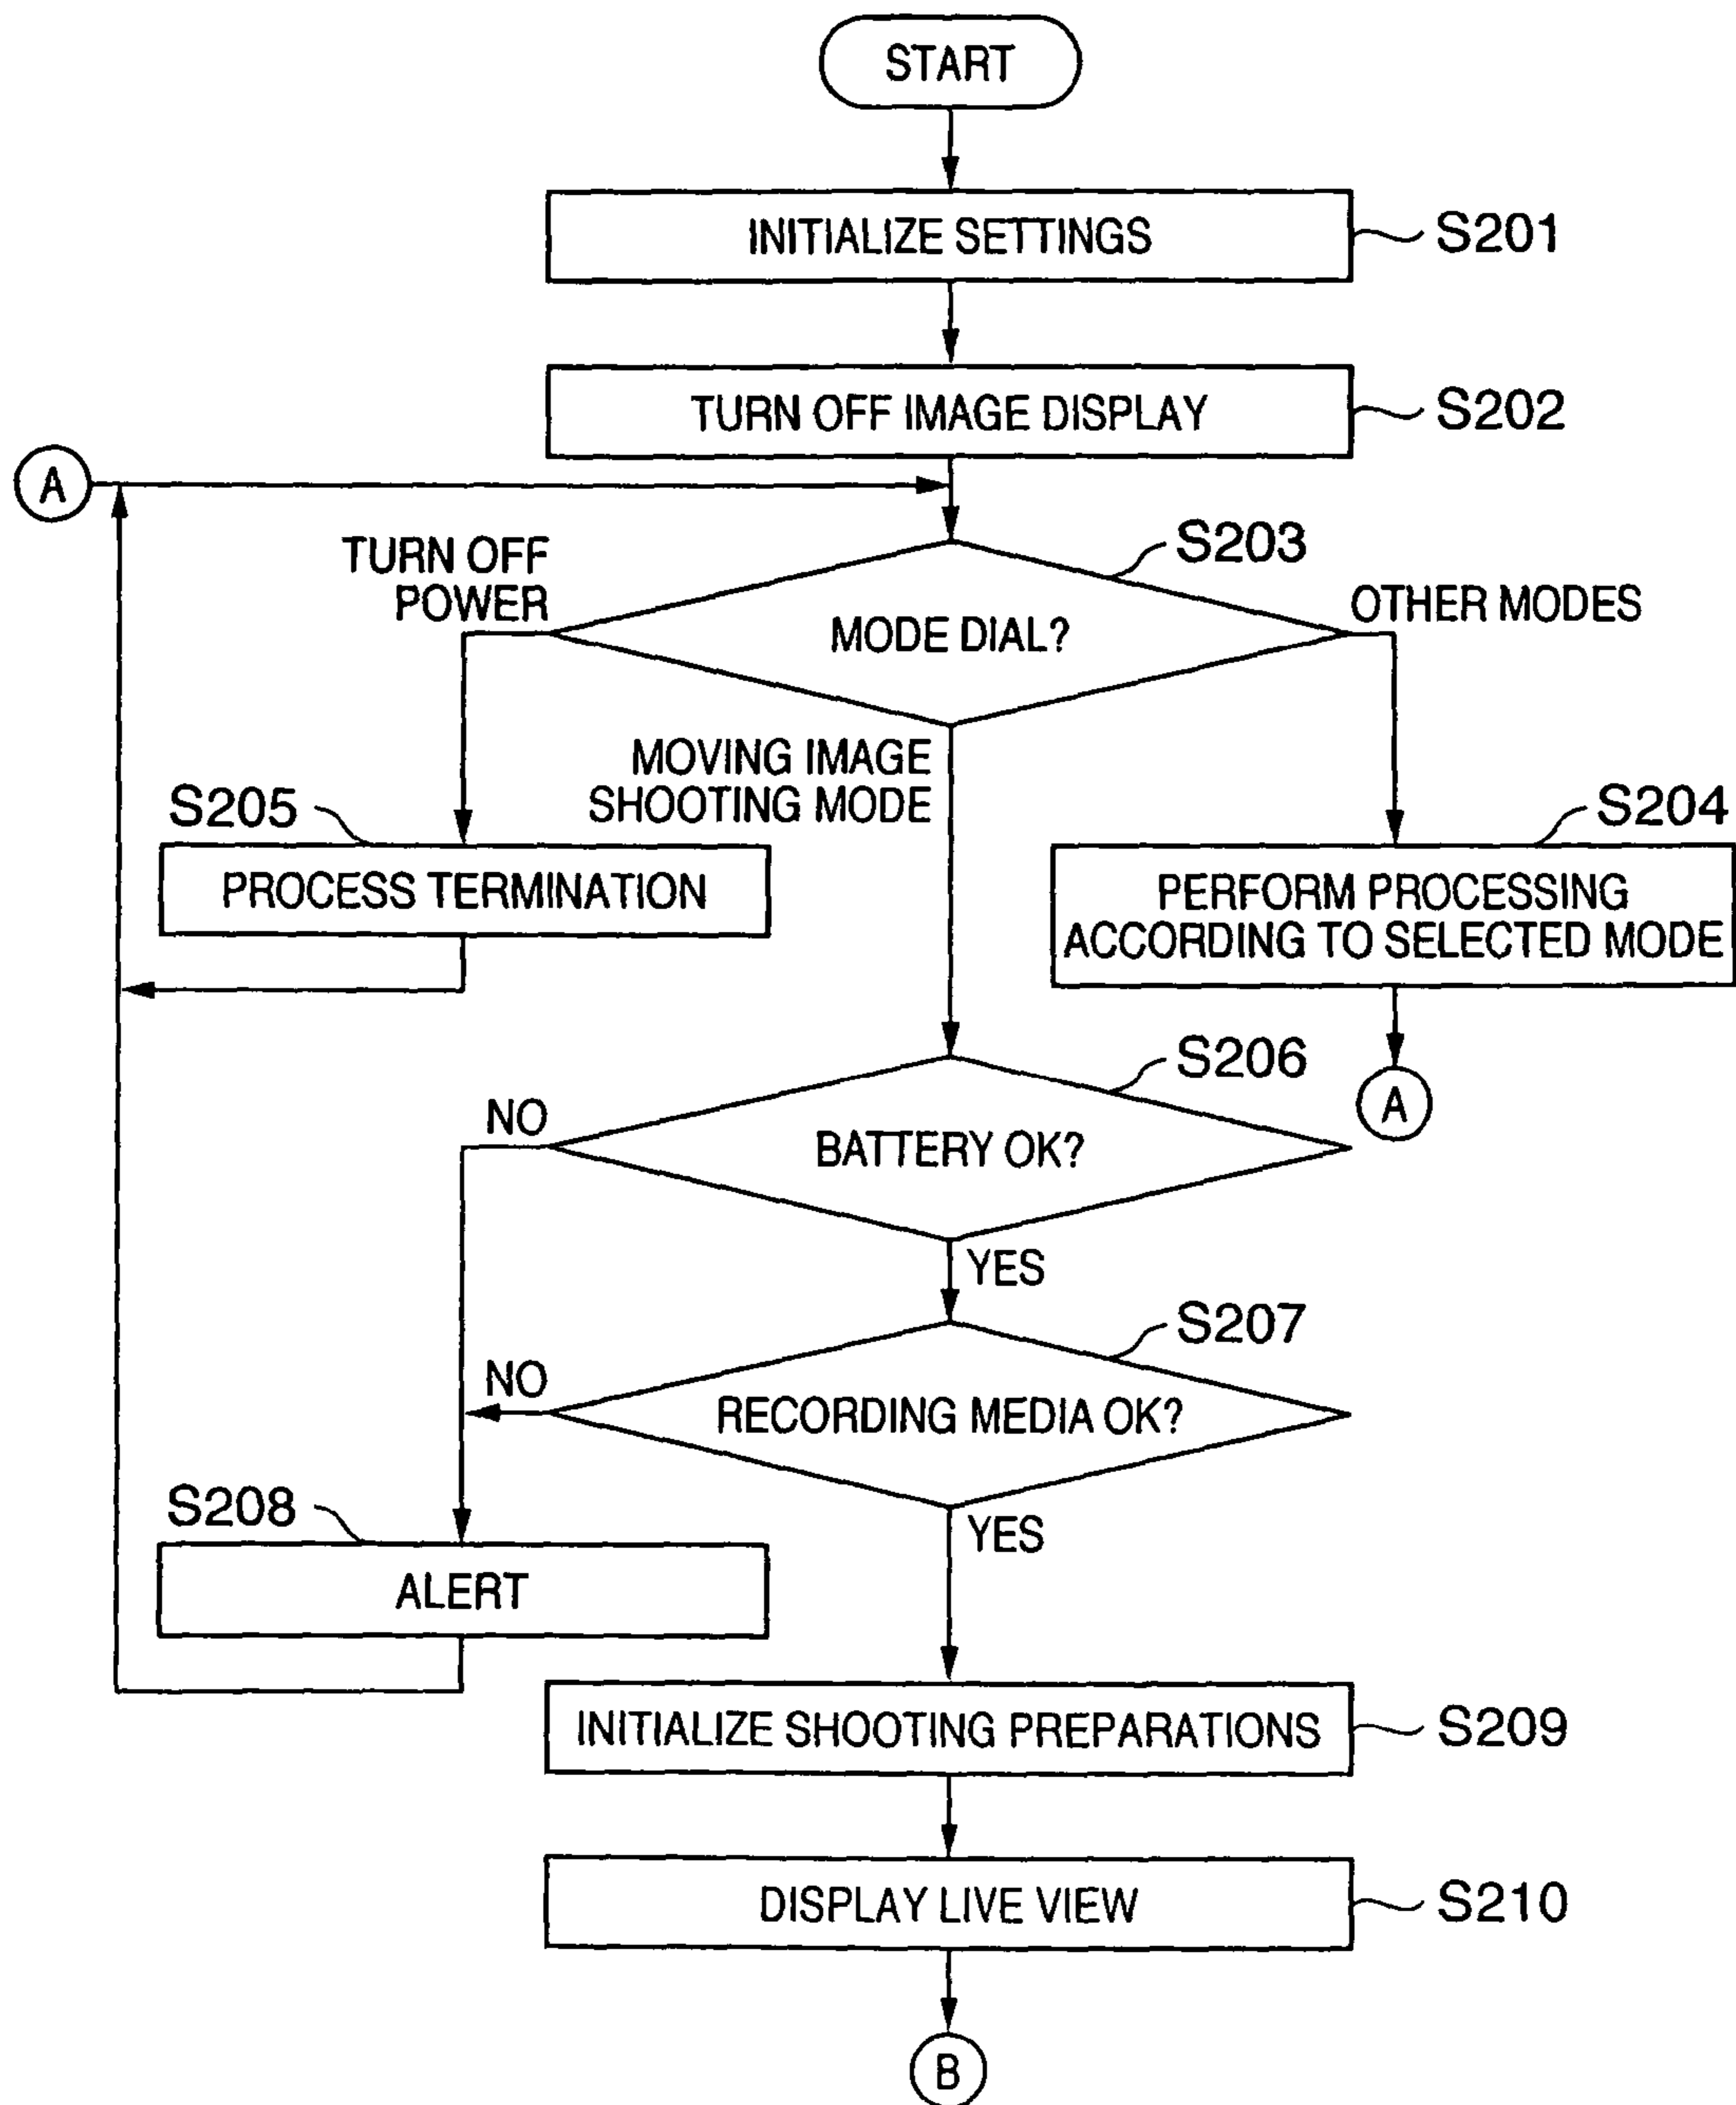 START
INITIALIZE SETTINGS
S201
TURN OFF IMAGE DISPLAY
S202
A
S203
TURN OFF
POWER
MODE DIAL?
OTHER MODES
MOVING IMAGE
SHOOTING MODE
S205
S204
PROCESS TERMINATION
PERFORM PROCESSING
ACCORDING TO SELECTED MODE
S206
A
NO
BATTERY OK?
YES
S207
NO
RECORDING MEDIA OK?
S208
YES
ALERT
INITIALIZE SHOOTING PREPARATIONS
S209
DISPLAY LIVE VIEW
S210
B